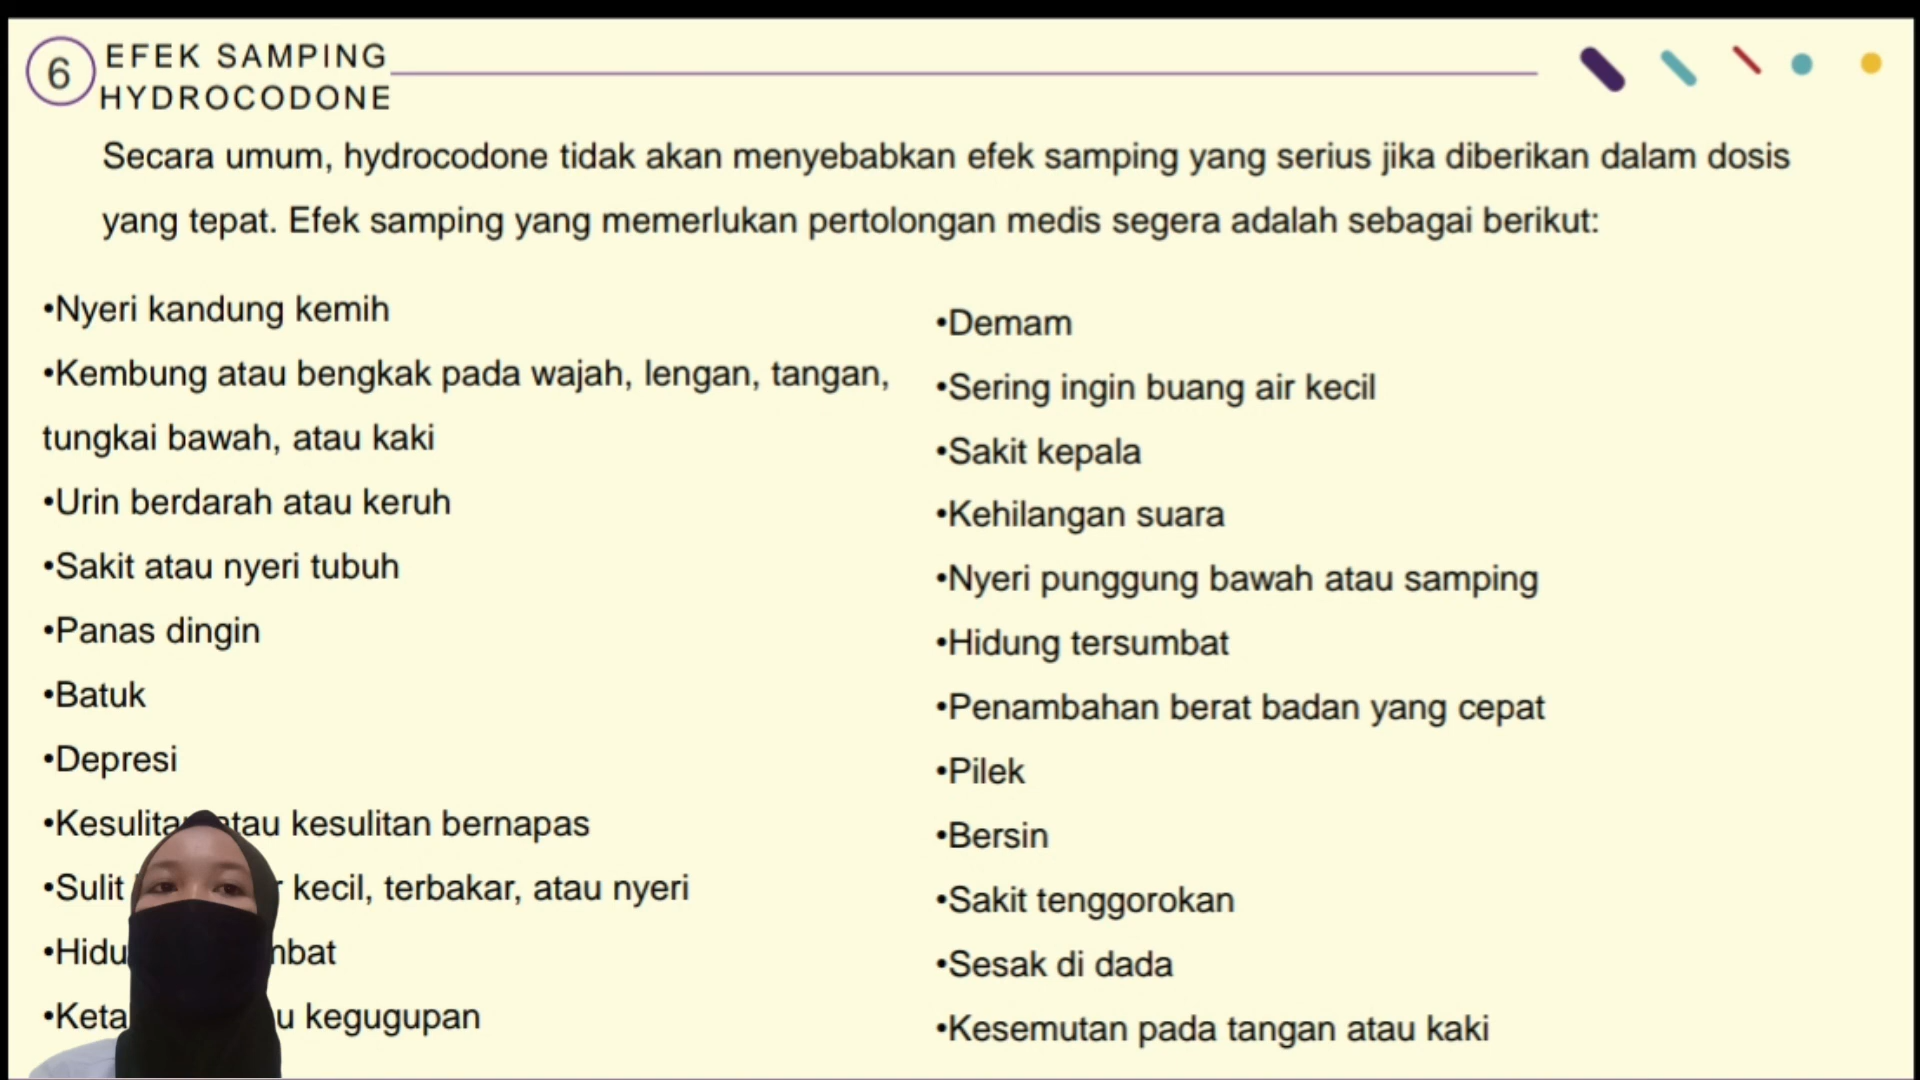 6
EFEK SAMPING
HYDROCODONE
Secara umum, hydrocodone tidak akan menyebabkan efek samping yang serius jika diberikan dalam dosis
yang tepat. Efek samping yang memerlukan pertolongan medis segera adalah sebagai berikut:
•Nyeri kandung kemih
•Kembung atau bengkak pada wajah, lengan, tangan,
tungkai bawah, atau kaki
•Urin berdarah atau keruh
•Sakit atau nyeri tubuh
•Panas dingin
•Batuk
•Depresi
•Kesulitan atau kesulitan bernapas
•Sulit kecil, terbakar, atau nyeri
•
• kegugupan
•Demam
•Sering ingin buang air kecil
•Sakit kepala
•Kehilangan suara
•Nyeri punggung bawah atau samping
•Hidung tersumbat
•Penambahan berat badan yang cepat
•Pilek
•Bersin
•Sakit tenggorokan
•Sesak di dada
•Kesemutan pada tangan atau kaki